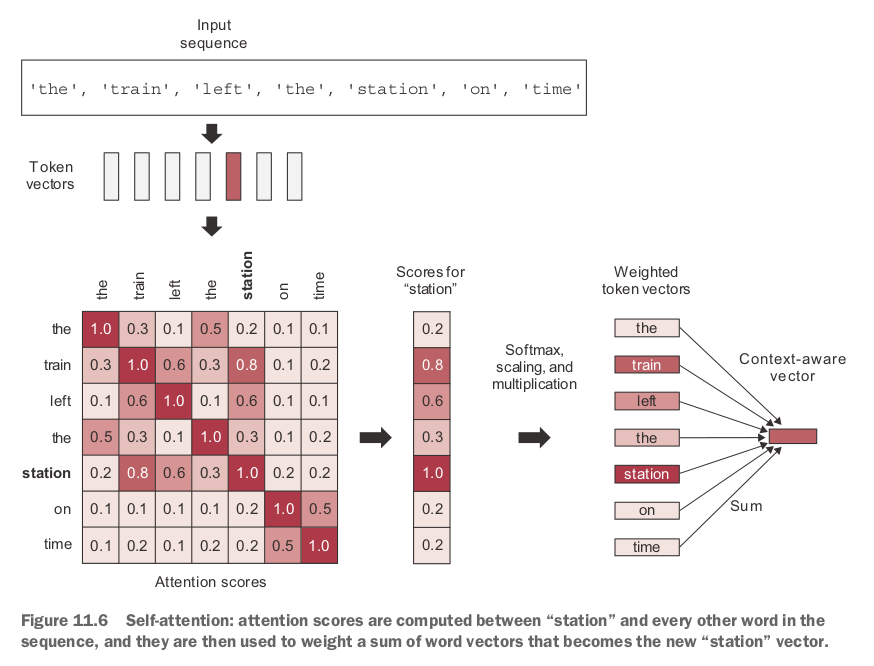 Input
sequence
'the', 'train', 'left', 'the', 'station', 'on', 'time'
Token
vectors
the train left the station on time
the 1.0 0.3 0.1 0.5 0.2 0.1 0.1
train 0.3 1.0 0.6 0.3 0.8 0.1 0.2
left 0.1 0.6 1.0 0.1 0.6 0.1 0.1
the 0.5 0.3 0.1 1.0 0.3 0.1 0.2
station 0.2 0.8 0.6 0.3 1.0 0.2 0.2
on 0.1 0.1 0.1 0.1 0.2 1.0 0.5
time 0.1 0.2 0.1 0.2 0.2 0.5 1.0
Attention scores
Scores for
“station”
0.2
0.8
0.6
0.3
1.0
0.2
0.2
Softmax,
scaling, and
multiplication
Weighted
token vectors
the
train
left
the
station
on
time
Context-aware
vector
Sum
Figure 11.6 Self-attention: attention scores are computed between “station” and every other word in the
sequence, and they are then used to weight a sum of word vectors that becomes the new “station” vector.